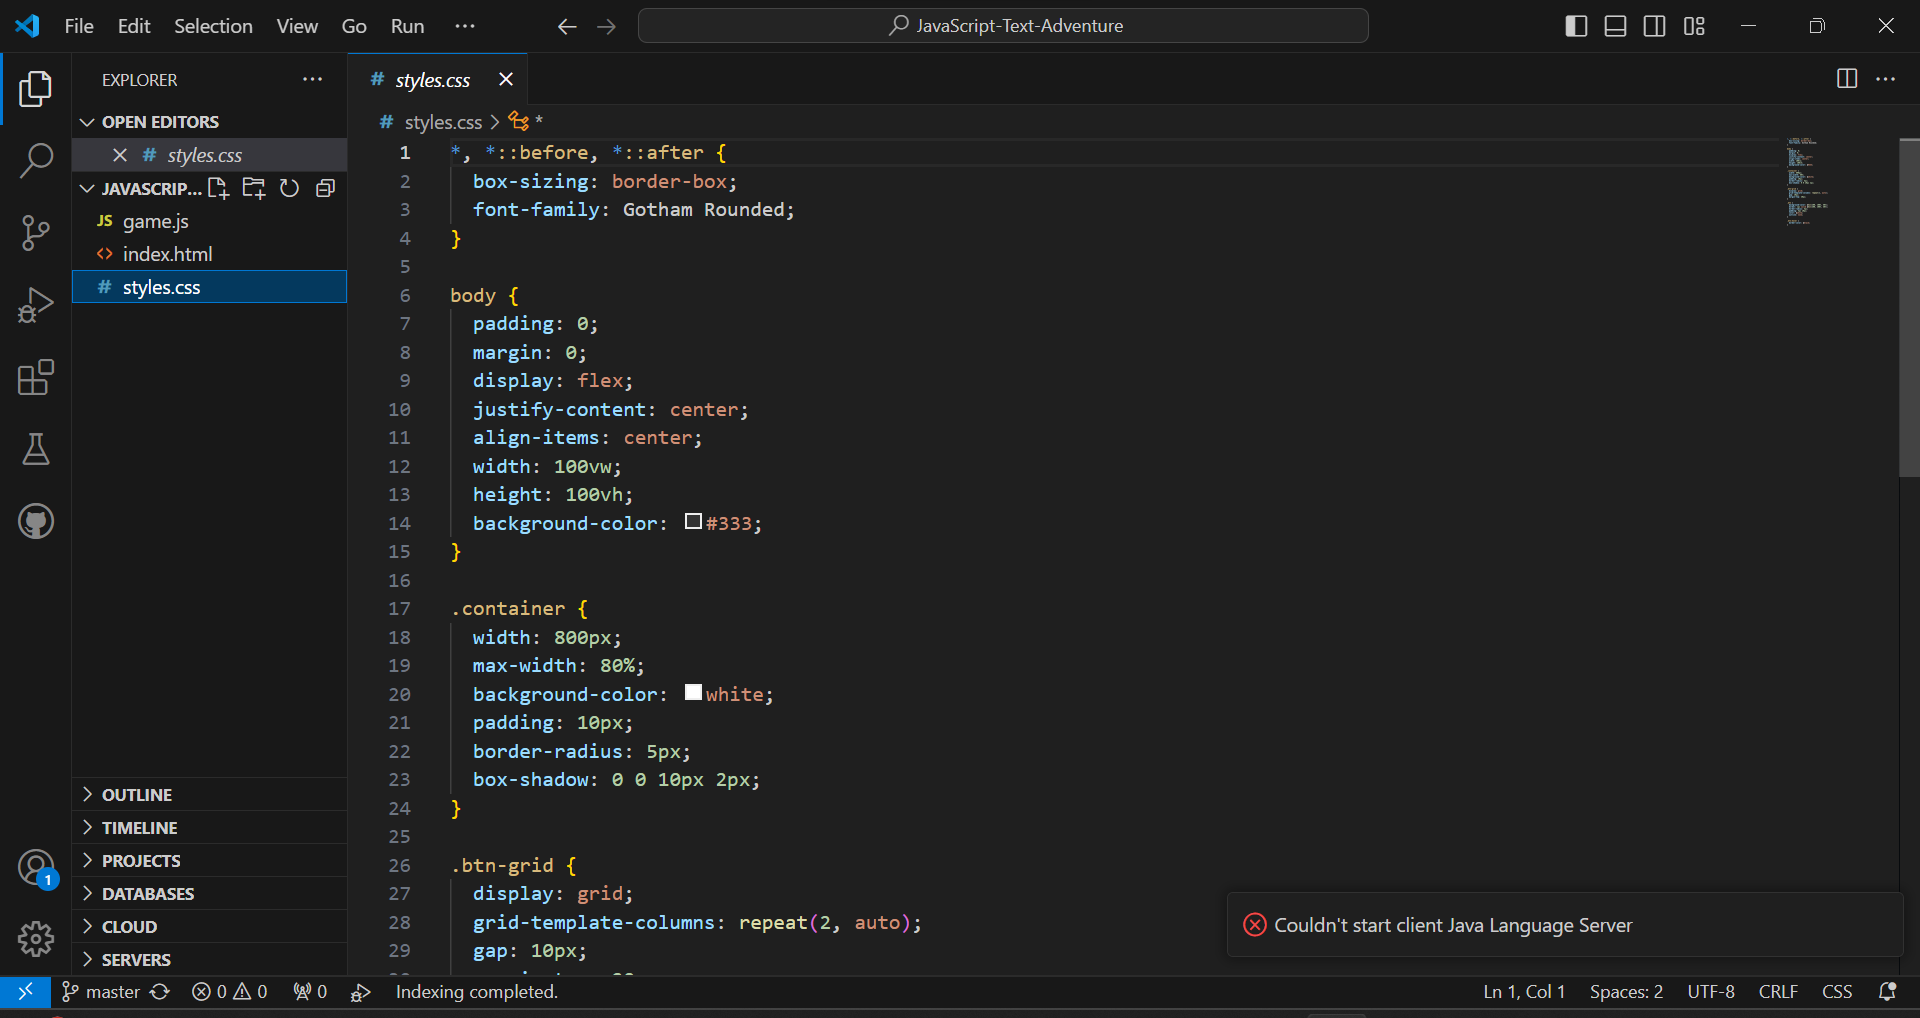 File Edit Selection View Go Run
JavaScript-Text-Adventure
EXPLORER
OPEN EDITORS
# styles.css
JAVASCRIP...
JS game.js
<> index.html
# styles.css
OUTLINE
TIMELINE
PROJECTS
DATABASES
CLOUD
SERVERS
# styles.css
# styles.css > *
1 *, *::before, *::after {
2 box-sizing: border-box;
3 font-family: Gotham Rounded;
4 }
5
6 body {
7 padding: 0;
8 margin: 0;
9 display: flex;
10 justify-content: center;
11 align-items: center;
12 width: 100vw;
13 height: 100vh;
14 background-color: #333;
15 }
16
17 .container {
18 width: 800px;
19 max-width: 80%;
20 background-color: white;
21 padding: 10px;
22 border-radius: 5px;
23 box-shadow: 0 0 10px 2px;
24 }
25
26 .btn-grid {
27 display: grid;
28 grid-template-columns: repeat(2, auto);
29 gap: 10px;
Couldn't start client Java Language Server
1
master 0 0 0 Indexing completed.
Ln 1, Col 1 Spaces: 2 UTF-8 CRLF CSS